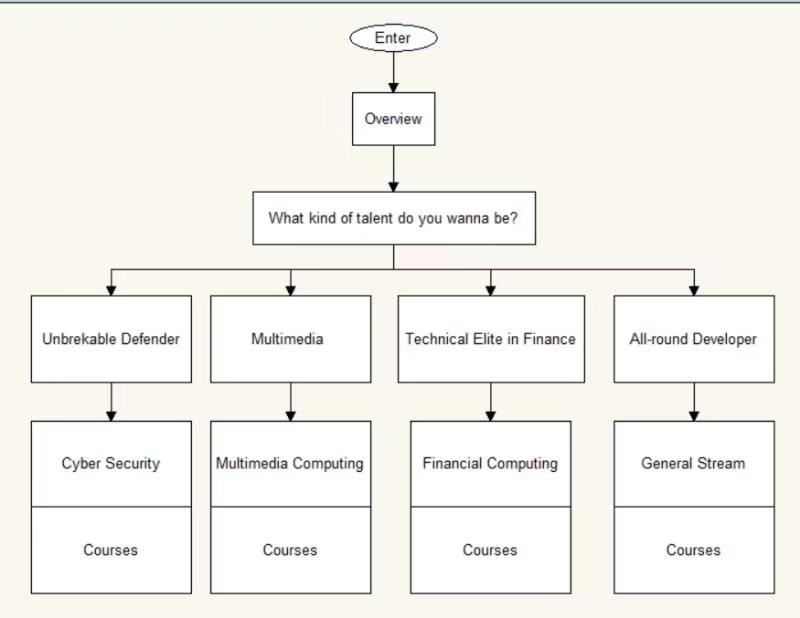 Enter
Overview
What kind of talent do you wanna be?
Unbrekable Defender
Multimedia
Technical Elite in Finance
All-round Developer
Cyber Security
Multimedia Computing
Financial Computing
General Stream
Courses
Courses
Courses
Courses